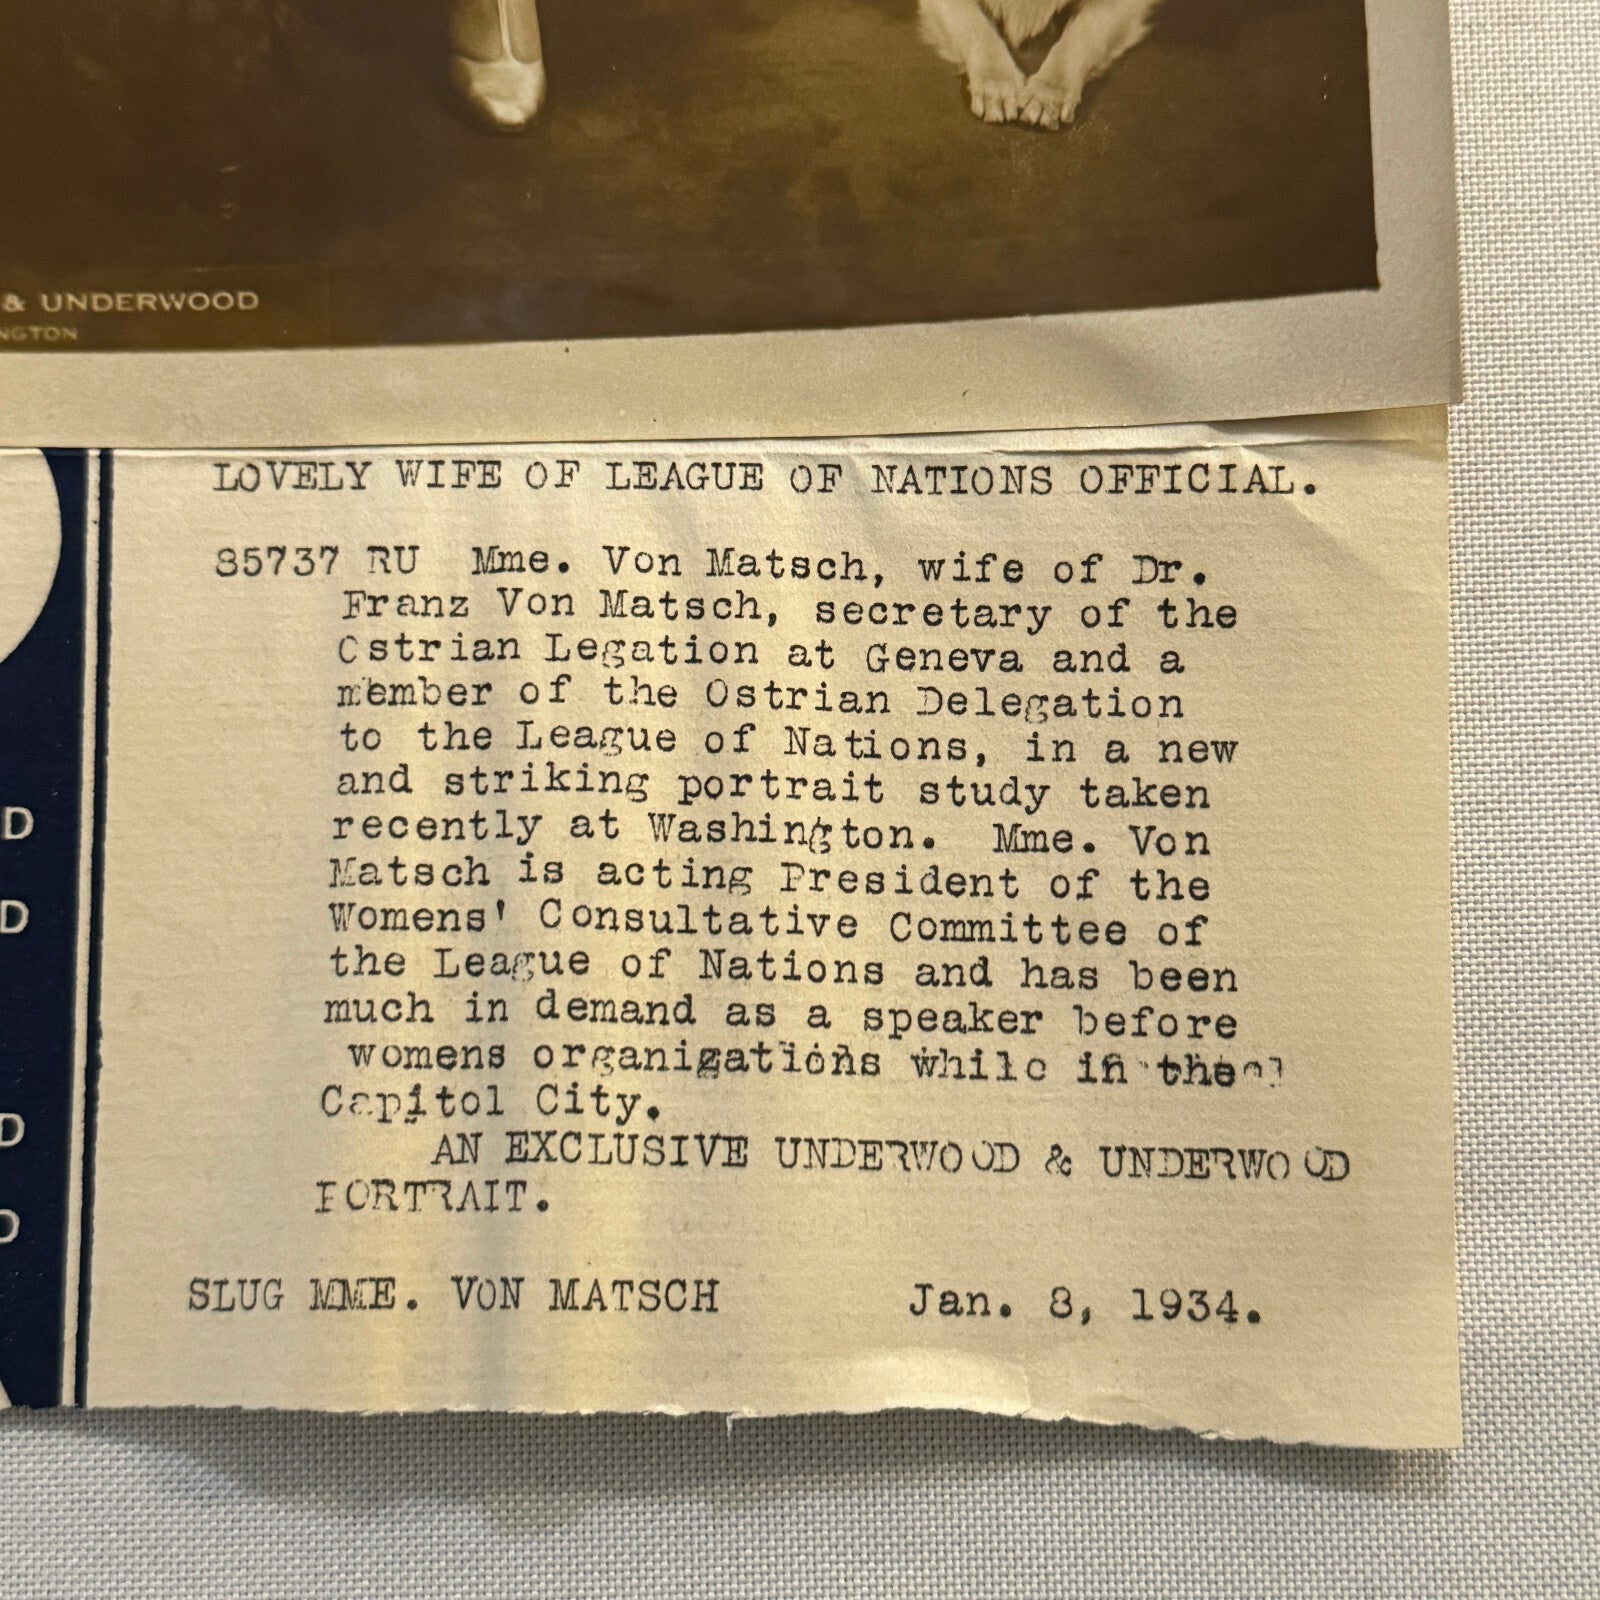 & UNDERWOOD
NGTON
LOVELY WIFE OF LEAGUE OF NATIONS OFFICIAL.
85737 RU Mme. Von Matsch, wife of Dr.
Franz Von Matsch, secretary of the
Ostrian Legation at Geneva and a
member of the Ostrian Delegation
to the League of Nations, in a new
and striking portrait study taken
recently at Washington. Mme. Von
Matsch is acting President of the
Womens' Consultative Committee of
the League of Nations and has been
much in demand as a speaker before
womens organizations while in the
Capitol City.
AN EXCLUSIVE UNDERWOOD & UNDERWOOD
PORTRAIT.
SLUG MME. VON MATSCH Jan. 8, 1934.
D
D
D
D